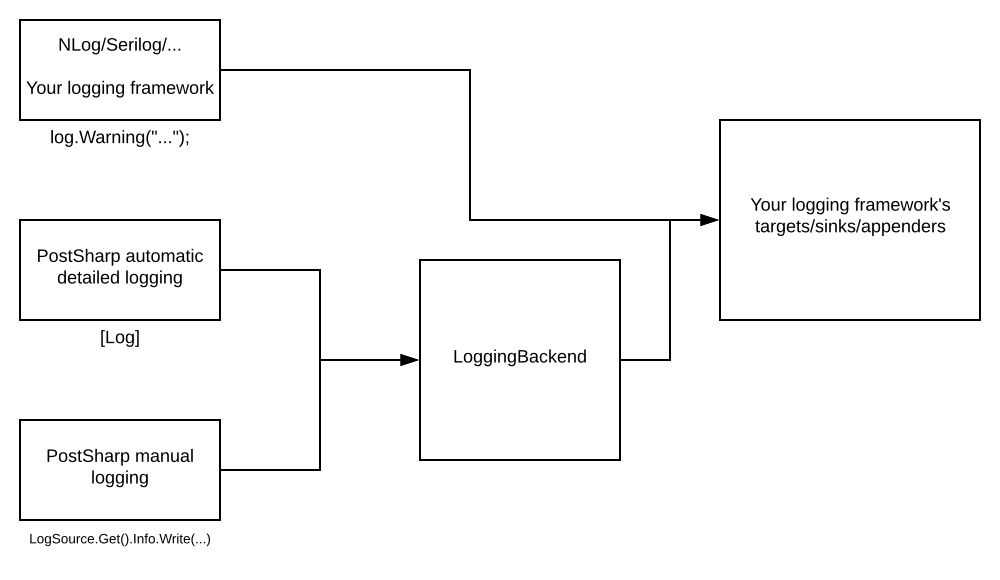 NLog/Serilog/...
Your logging framework
log.Warning("...");
PostSharp automatic
detailed logging
[Log]
PostSharp manual
logging
LogSource.Get().Info.Write(...)
LoggingBackend
Your logging framework's
targets/sinks/appenders